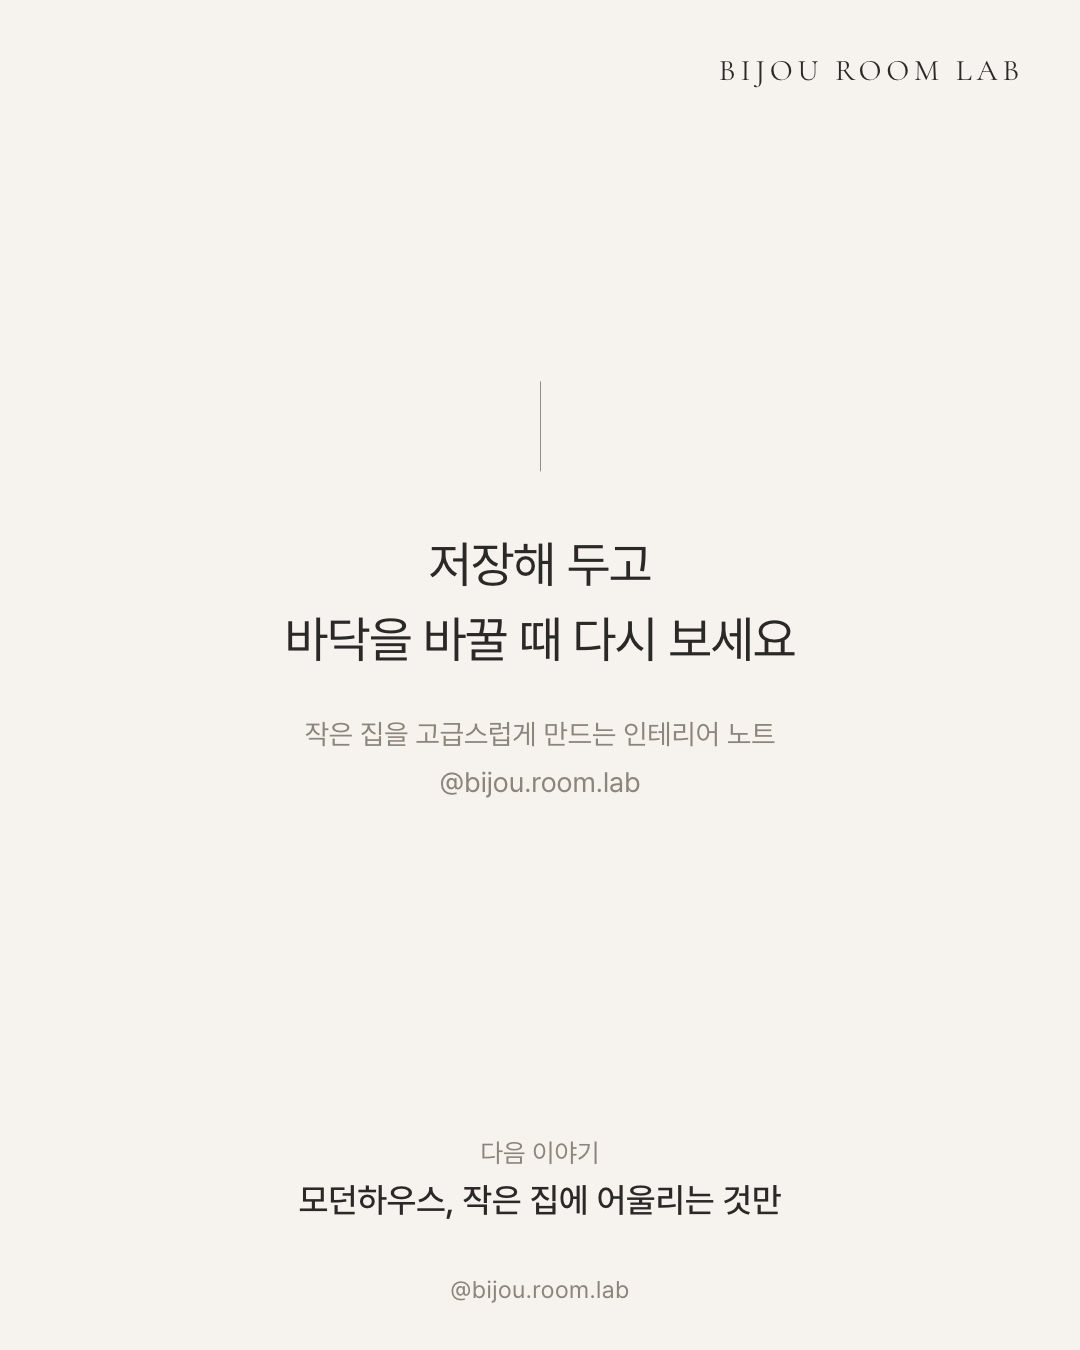 BIJOU ROOM LAB
저장해 두고
바닥을 바꿀 때 다시 보세요
작은 집을 고급스럽게 만드는 인테리어 노트
@bijou.room.lab
다음 이야기
모던하우스, 작은 집에 어울리는 것만
@bijou.room.lab